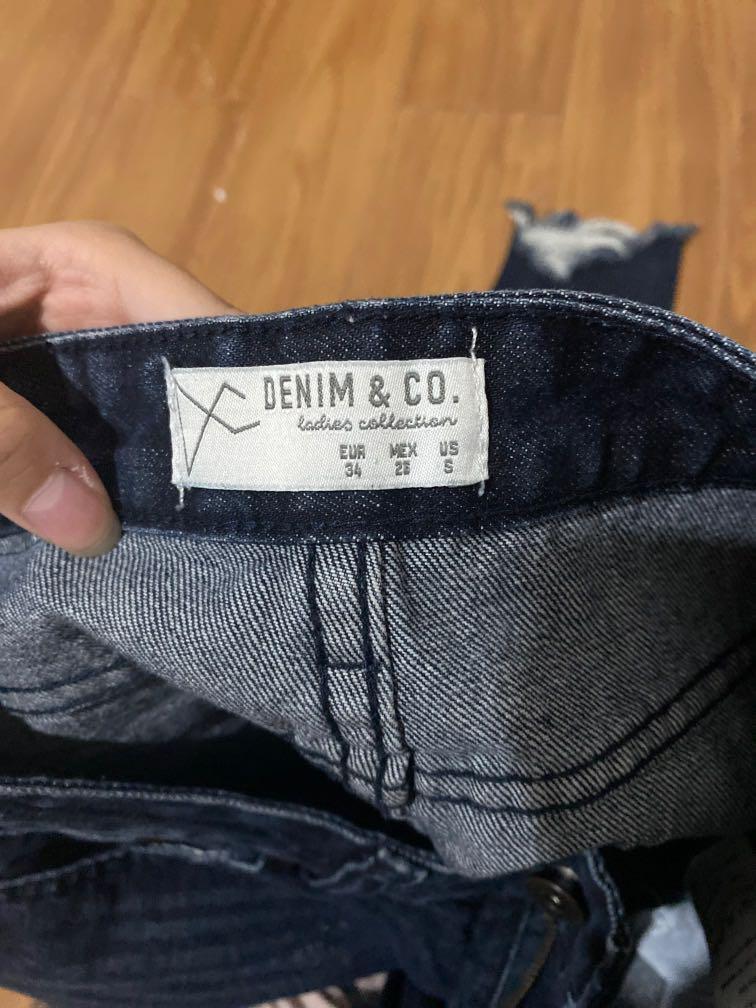 DENIM & CO.
ladies collection
EUR MEX US
34 26 S